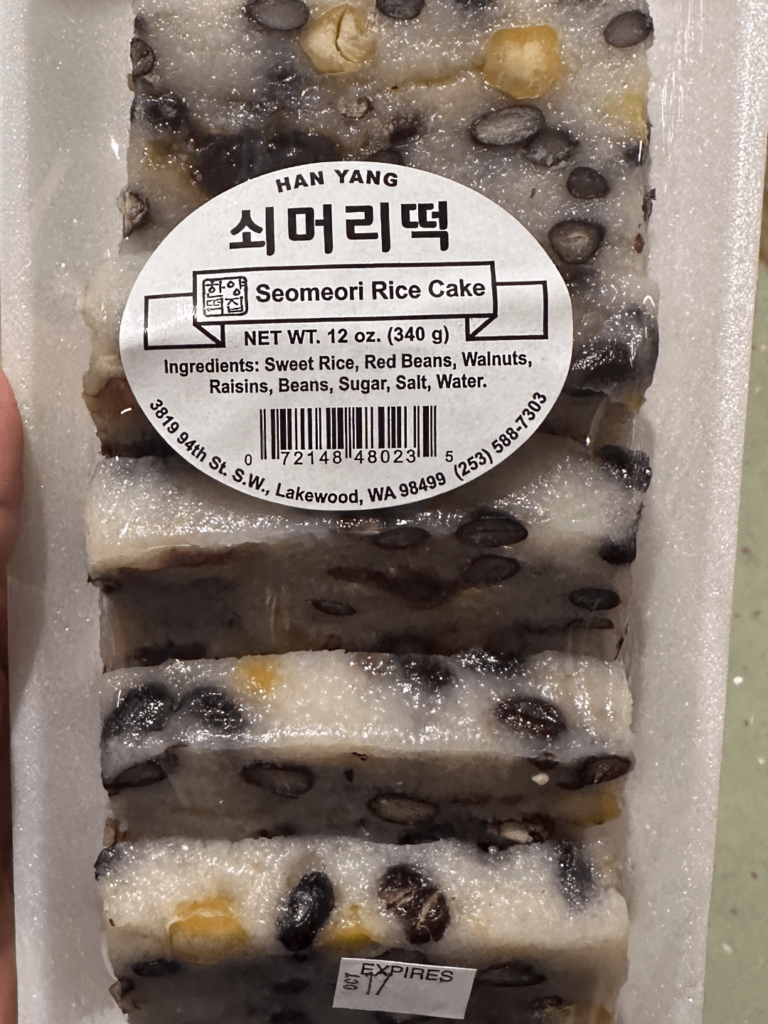 HAN YANG
쇠머리떡
한양
떡집
Seomeori Rice Cake
NET WT. 12 oz. (340 g)
Ingredients: Sweet Rice, Red Beans, Walnuts,
Raisins, Beans, Sugar, Salt, Water.
0 72148 48023 5
3819 94th St. S.W., Lakewood, WA 98499 (253) 588-7303
EXPIRES
OCT 17